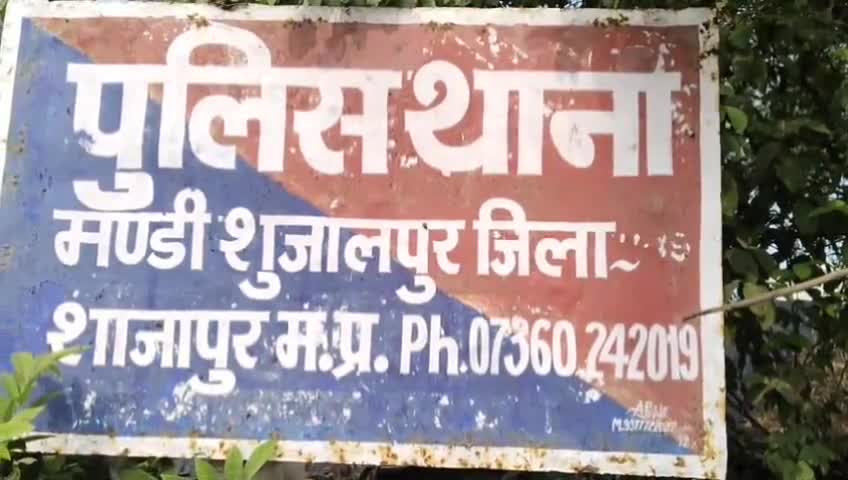 पुलिस थाना
मण्डी शुजालपुर जिला~
शाजापुर म.प्र. Ph.07360.242019